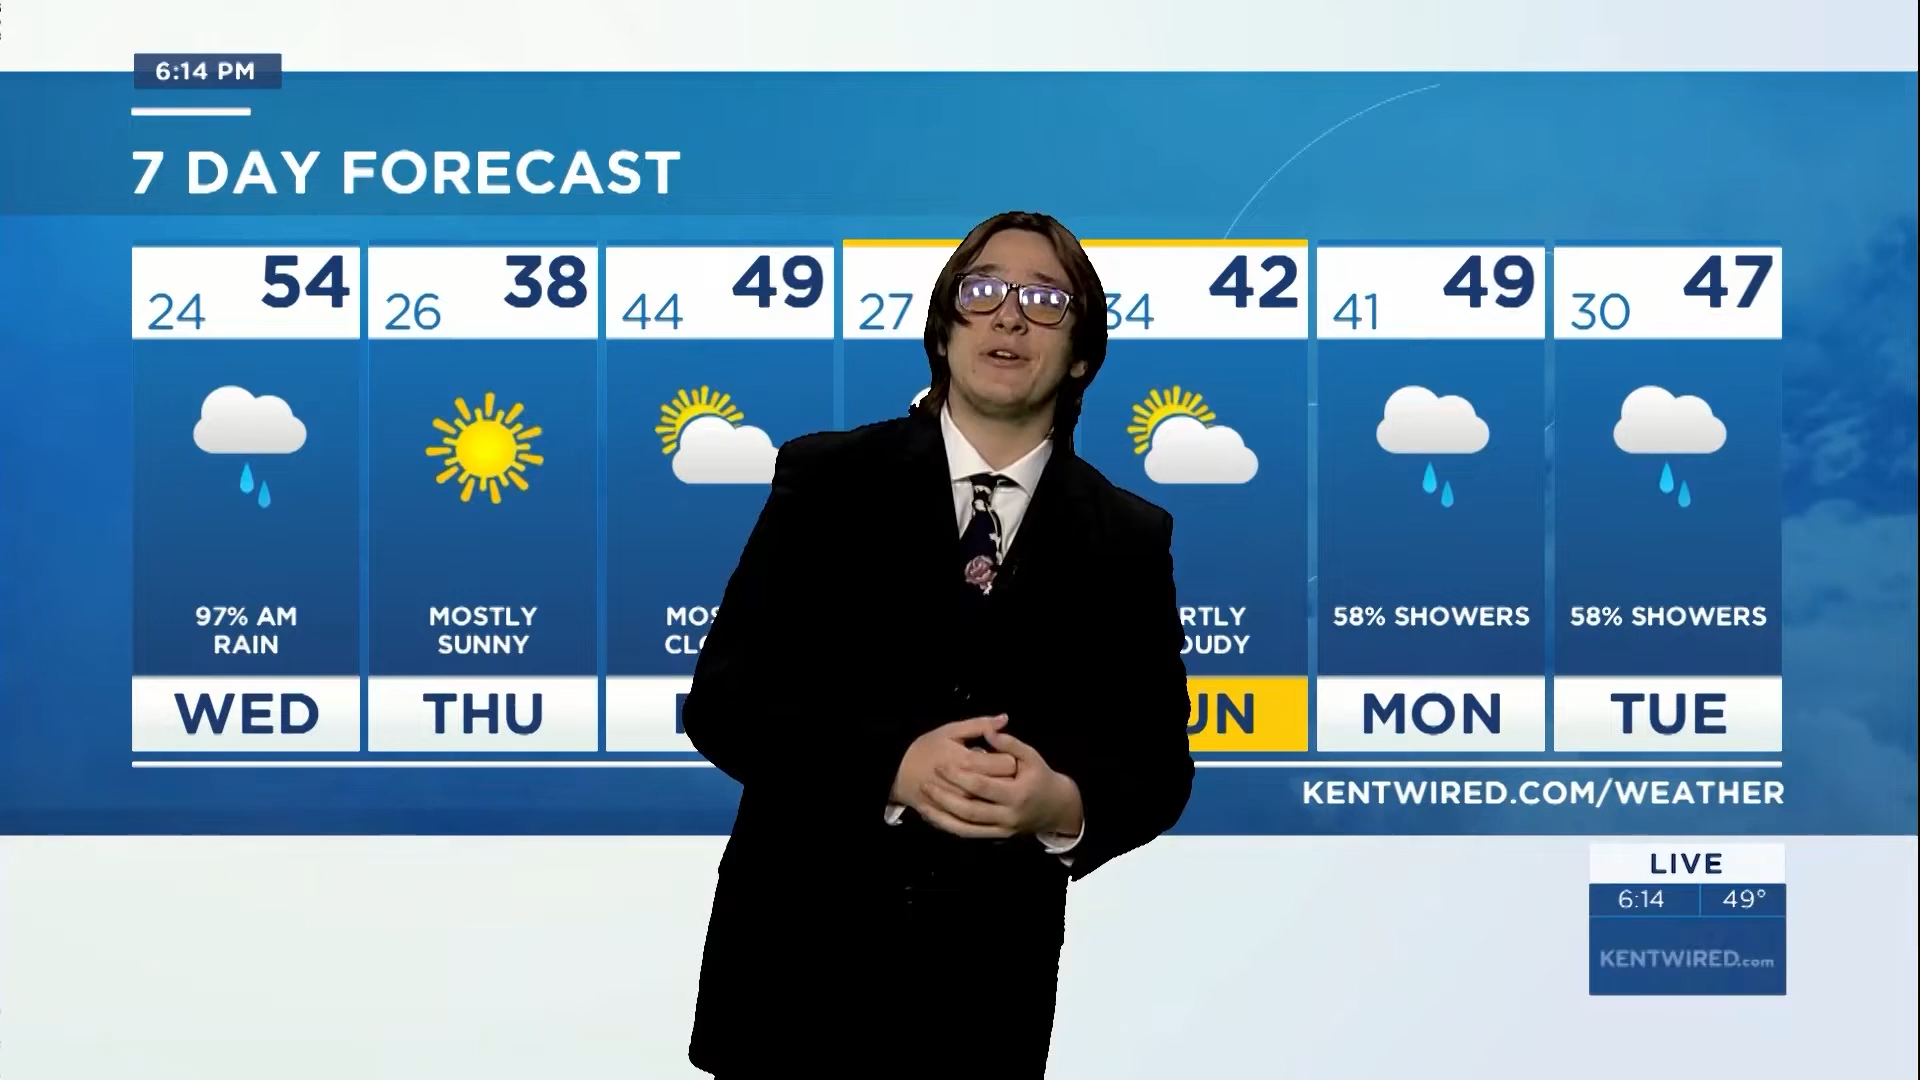 6:14 PM
7 DAY FORECAST
24 54
26 38
44 49
27
34 42
41 49
30 47
97% AM
RAIN
MOSTLY
SUNNY
58% SHOWERS
58% SHOWERS
WED
THU
MON
TUE
KENTWIRED.COM/WEATHER
LIVE
6:14 49°
KENTWIRED.com